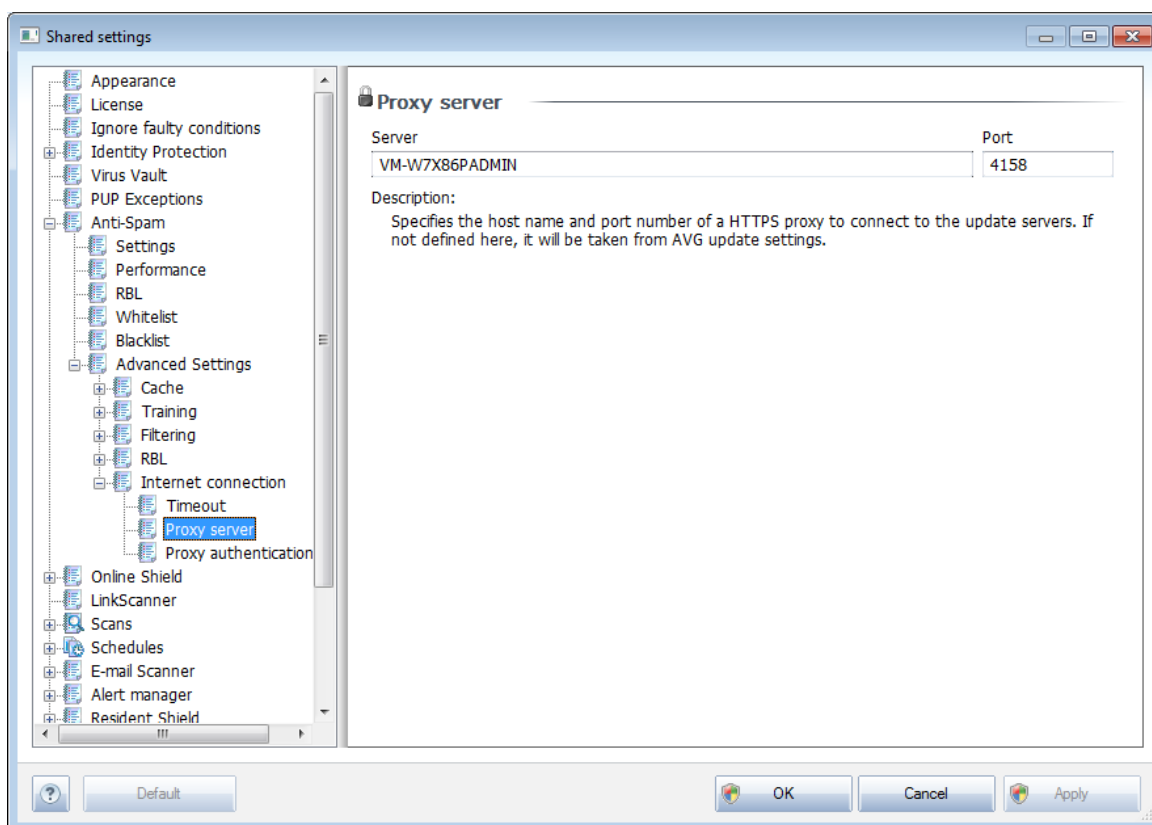 Shared settings
Appearance
License
Ignore faulty conditions
Identity Protection
Virus Vault
PUP Exceptions
Anti-Spam
Settings
Performance
RBL
Whitelist
Blacklist
Advanced Settings
Cache
Training
Filtering
RBL
Internet connection
Timeout
Proxy server
Proxy authentication
Online Shield
LinkScanner
Scans
Schedules
E-mail Scanner
Alert manager
Resident Shield
Proxy server
Server Port
VM-W7X86PADMIN 4158
Description:
Specifies the host name and port number of a HTTPS proxy to connect to the update servers. If
not defined here, it will be taken from AVG update settings.
? Default OK Cancel Apply